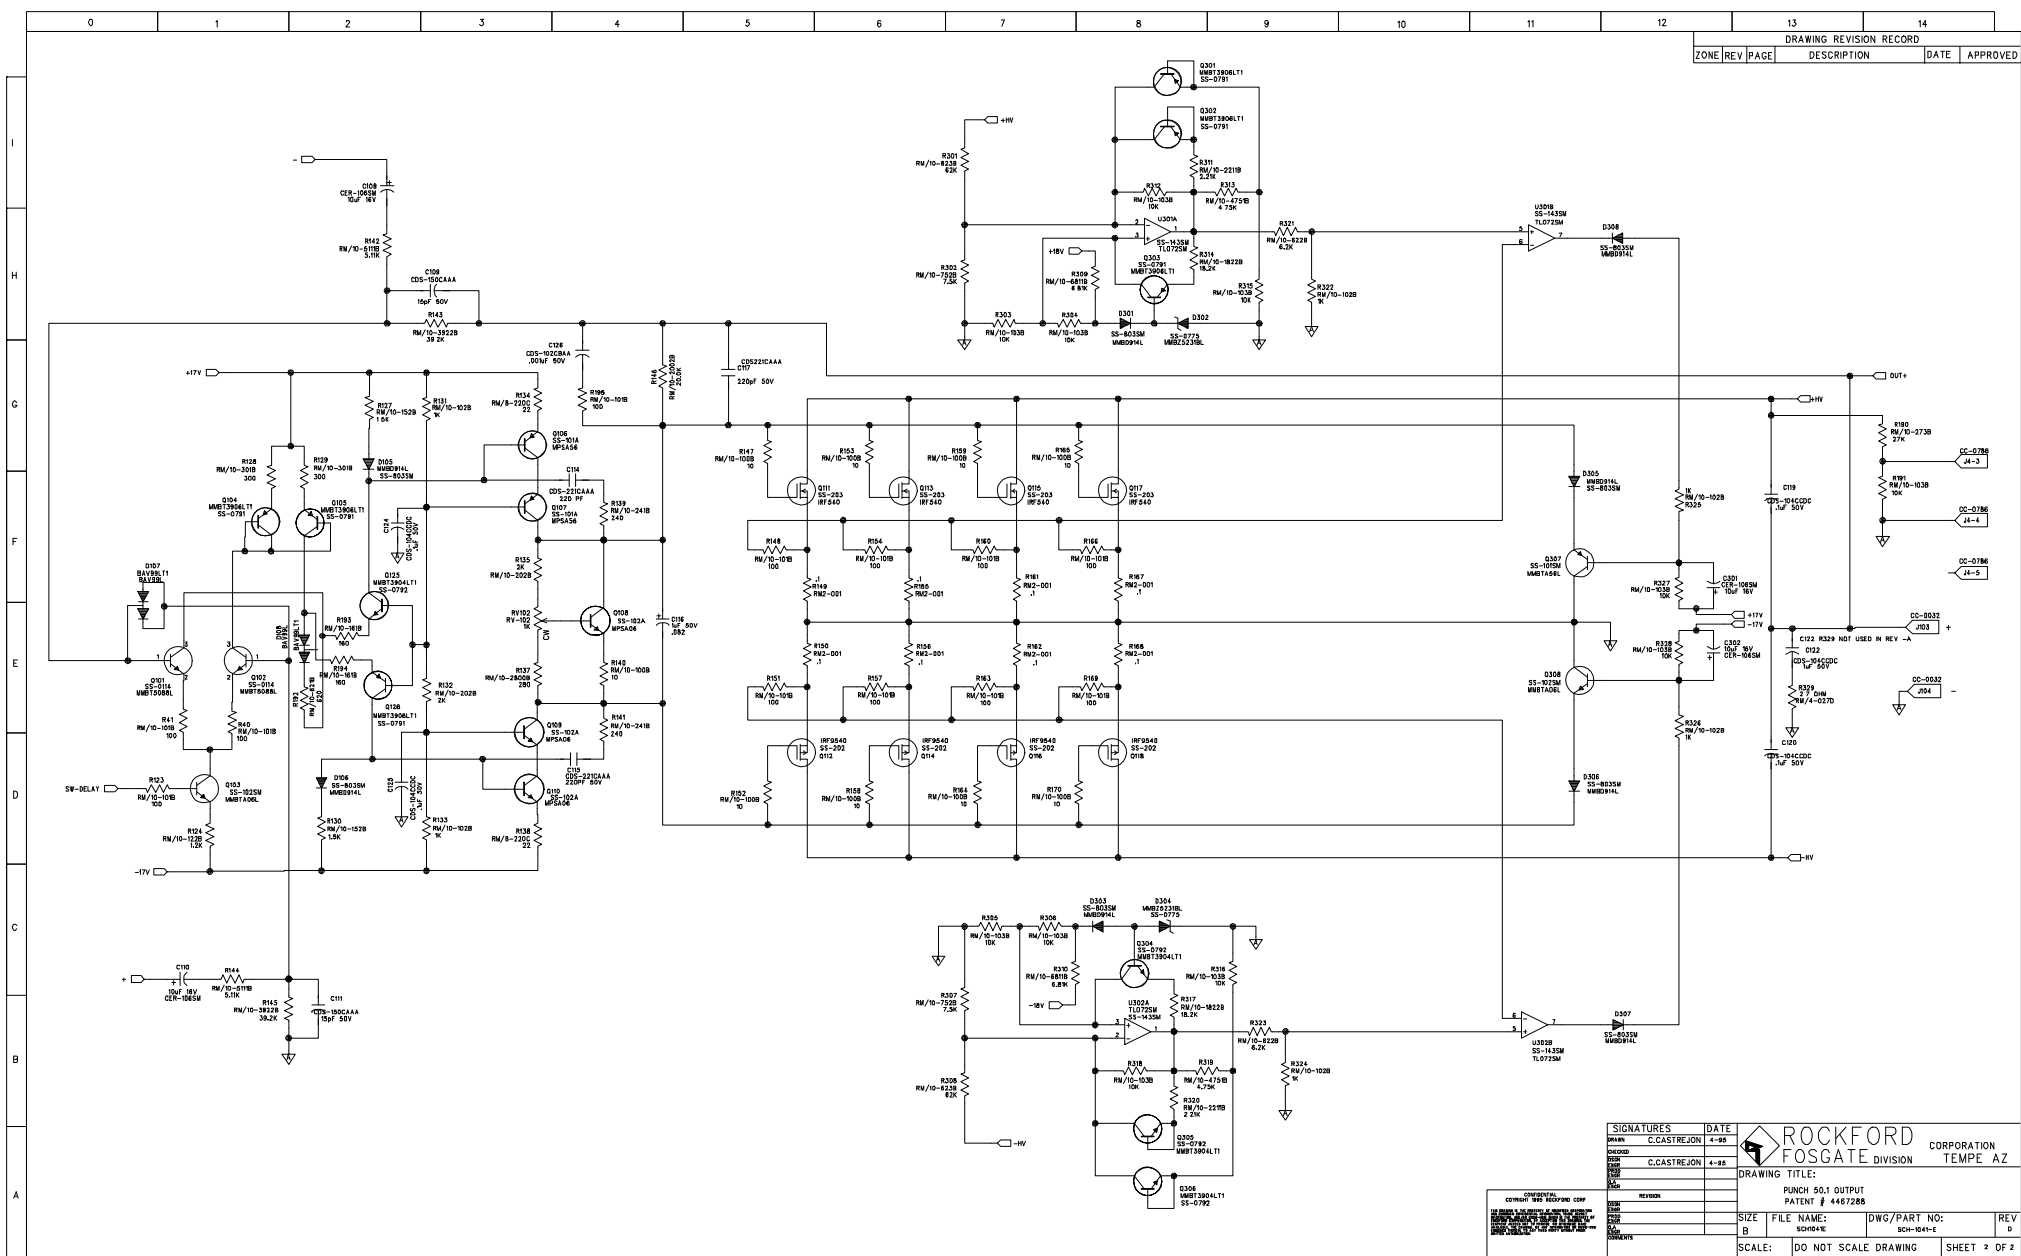 0 1 2 3 4 5 6 7 8 9 10 11 12 13 14
DRAWING REVISION RECORD
ZONE REV PAGE DESCRIPTION DATE APPROVED
I
H
G
F
E
D
C
B
A
Q301
MMBT3906LT1
SS-0791
Q302
MMBT3906LT1
SS-0791
+HV
R301
RM/10-623B
62K
R311
RM/10-2211B
2.21K
R312
RM/10-103B
10K
R313
RM/10-4751B
4.75K
U301A
SS-143SM
TL072SM
2
3
1
+18V
Q303
SS-0791
MMBT3906LT1
R314
RM/10-1822B
18.2K
R302
RM/10-752B
7.5K
R309
RM/10-6811B
6.81K
R315
RM/10-103B
10K
R303
RM/10-103B
10K
R304
RM/10-103B
10K
D301
SS-803SM
MMBD914L
D302
SS-0775
MMBZ5231BL
R321
RM/10-622B
6.2K
R322
RM/10-102B
1K
U301B
SS-143SM
TL072SM
5
6
7
D308
SS-803SM
MMBD914L
-
C108
CER-106SM
10uF 16V
R142
RM/10-5111B
5.11K
C109
CDS-150CAAA
15pF 50V
R143
RM/10-3922B
39.2K
C126
CDS-102CBAA
.001uF 50V
R195
RM/10-101B
100
R146
RM/10-2002B
20.0K
CDS221CAAA
C117
220pF 50V
+17V
R127
RM/10-152B
1.5K
R131
RM/10-102B
1K
R134
RM/8-220C
22
Q106
SS-101A
MPSA56
R128
RM/10-301B
300
R129
RM/10-301B
300
D105
MMBD914L
SS-803SM
Q104
MMBT3906LT1
SS-0791
Q105
MMBT3906LT1
SS-0791
C124
CDS-104CCDC
.1uF 50V
Q107
SS-101A
MPSA56
C114
CDS-221CAAA
220 PF
R139
RM/10-241B
240
R135
2K
RM/10-202B
D107
BAV99LT1
BAV99L
Q125
MMBT3904LT1
SS-0792
RV102
RV-102
1K
CW
Q108
SS-102A
MPSA06
C116
1uF 50V
.082
R193
RM/10-161B
160
D108
BAV99L
BAV99LT1
R194
RM/10-161B
160
Q101
SS-0114
MMBT5088L
Q102
SS-0114
MMBT5088L
R192
RM/10-621B
620
Q126
MMBT3906LT1
SS-0791
R132
RM/10-202B
2K
R137
RM/10-2800B
280
R140
RM/10-100B
10
R41
RM/10-101B
100
R40
RM/10-101B
100
Q109
SS-102A
MPSA06
R141
RM/10-241B
240
C115
CDS-221CAAA
220PF 50V
SW-DELAY
R123
RM/10-101B
100
Q103
SS-102SM
MMBTA06L
D106
SS-803SM
MMBD914L
C125
CDS-104CCDC
.1uF 50V
Q110
SS-102A
MPSA06
R124
RM/10-122B
1.2K
R130
RM/10-152B
1.5K
R133
RM/10-102B
1K
R138
RM/8-220C
22
-17V
R147
RM/10-100B
10
R153
RM/10-100B
10
R159
RM/10-100B
10
R165
RM/10-100B
10
Q111
SS-203
IRF540
Q113
SS-203
IRF540
Q115
SS-203
IRF540
Q117
SS-203
IRF540
R148
RM/10-101B
100
R154
RM/10-101B
100
R160
RM/10-101B
100
R166
RM/10-101B
100
.1
R149
RM2-001
.1
R155
RM2-001
R161
RM2-001
.1
R167
RM2-001
.1
R150
RM2-001
.1
R156
RM2-001
.1
R162
RM2-001
.1
R168
RM2-001
.1
R151
RM/10-101B
100
R157
RM/10-101B
100
R163
RM/10-101B
100
R169
RM/10-101B
100
IRF9540
SS-202
Q112
IRF9540
SS-202
Q114
IRF9540
SS-202
Q116
IRF9540
SS-202
Q118
R152
RM/10-100B
10
R158
RM/10-100B
10
R164
RM/10-100B
10
R170
RM/10-100B
10
D305
MMBD914L
SS-803SM
1K
RM/10-102B
R325
Q307
SS-101SM
MMBTA56L
R327
RM/10-103B
10K
C301
CER-106SM
10uF 16V
+17V
-17V
R328
RM/10-103B
10K
C302
10uF 16V
CER-106SM
Q308
SS-102SM
MMBTA06L
R326
RM/10-102B
1K
D306
SS-803SM
MMBD914L
OUT+
+HV
R190
RM/10-273B
27K
CC-0786
J4-3
R191
RM/10-103B
10K
CC-0786
J4-4
CC-0786
J4-5
C119
CDS-104CCDC
.1uF 50V
CC-0032
J103 +
C122 R329 NOT USED IN REV -A
C122
CDS-104CCDC
.1uF 50V
R329
2.7 OHM
RM/4-027D
CC-0032
J104 -
C120
CDS-104CCDC
.1uF 50V
-HV
+
C110
10uF 16V
CER-106SM
R144
RM/10-5111B
5.11K
R145
RM/10-3922B
39.2K
C111
CDS-150CAAA
15pF 50V
R305
RM/10-103B
10K
R306
RM/10-103B
10K
D303
SS-803SM
MMBD914L
D304
MMBZ5231BL
SS-0775
Q304
SS-0792
MMBT3904LT1
R310
RM/10-6811B
6.81K
R316
RM/10-103B
10K
R307
RM/10-752B
7.5K
-18V
U302A
TL072SM
SS-143SM
R317
RM/10-1822B
18.2K
R323
RM/10-622B
6.2K
R324
RM/10-102B
1K
R308
RM/10-623B
62K
R318
RM/10-103B
10K
R319
RM/10-4751B
4.75K
R320
RM/10-2211B
2.21K
-HV
Q305
SS-0792
MMBT3904LT1
Q306
MMBT3904LT1
SS-0792
6
5
7
U302B
SS-143SM
TL072SM
D307
SS-803SM
MMBD914L
SIGNATURES DATE
DRAWN C.CASTREJON 4-95
CHECKED
C.CASTREJON 4-95
REVISION
COMMENTS
CONFIDENTIAL
COPYRIGHT 1995 ROCKFORD CORP
ROCKFORD CORPORATION
FOSGATE DIVISION TEMPE AZ
DRAWING TITLE:
PUNCH 50.1 OUTPUT
PATENT # 4467288
SIZE FILE NAME: DWG/PART NO: REV
B SCH1041E SCH-1041-E D
SCALE: DO NOT SCALE DRAWING SHEET 2 OF 2